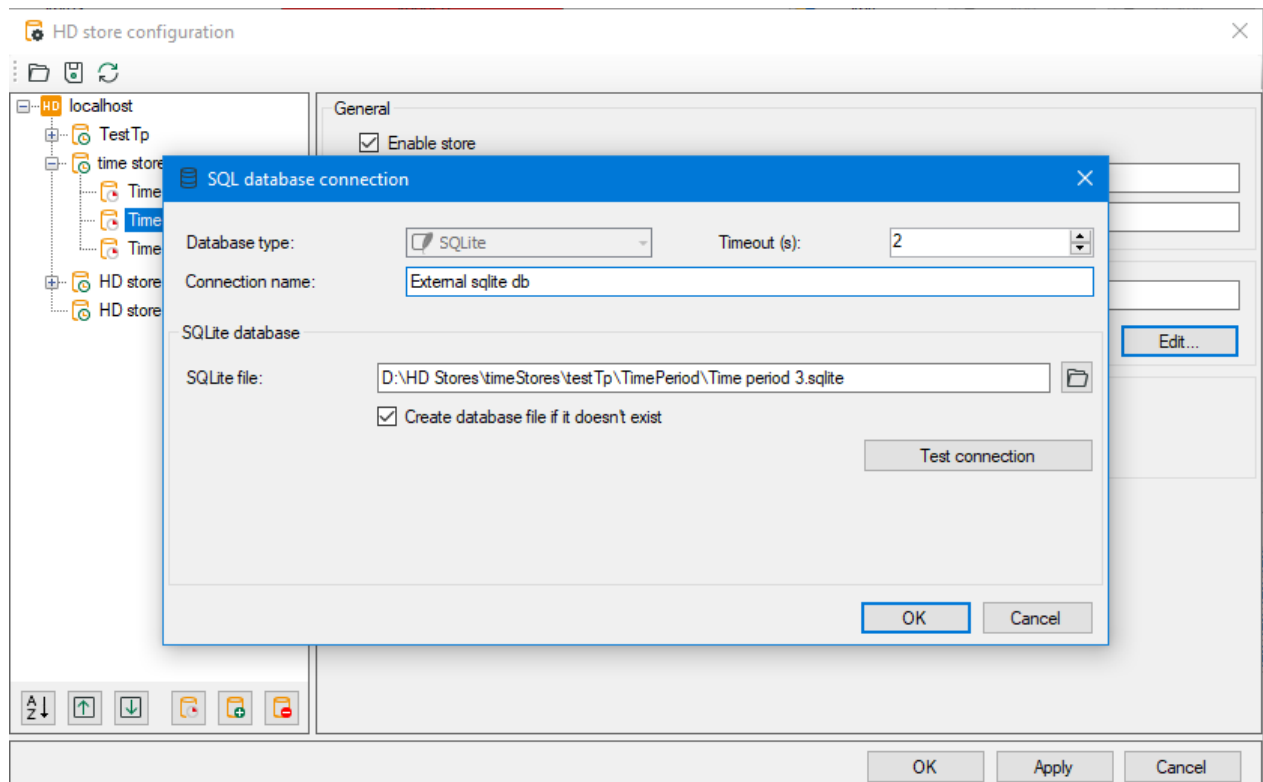 HD store configuration
HD localhost
TestTp
time store
Time
Time
Time
HD store
HD store
General
Enable store
Edit...
SQL database connection
Database type: SQLite Timeout (s): 2
Connection name: External sqlite db
SQLite database
SQLite file: D:\HD Stores\timeStores\testTp\TimePeriod\Time period 3.sqlite
Create database file if it doesn't exist
Test connection
OK Cancel
A
Z
OK Apply Cancel